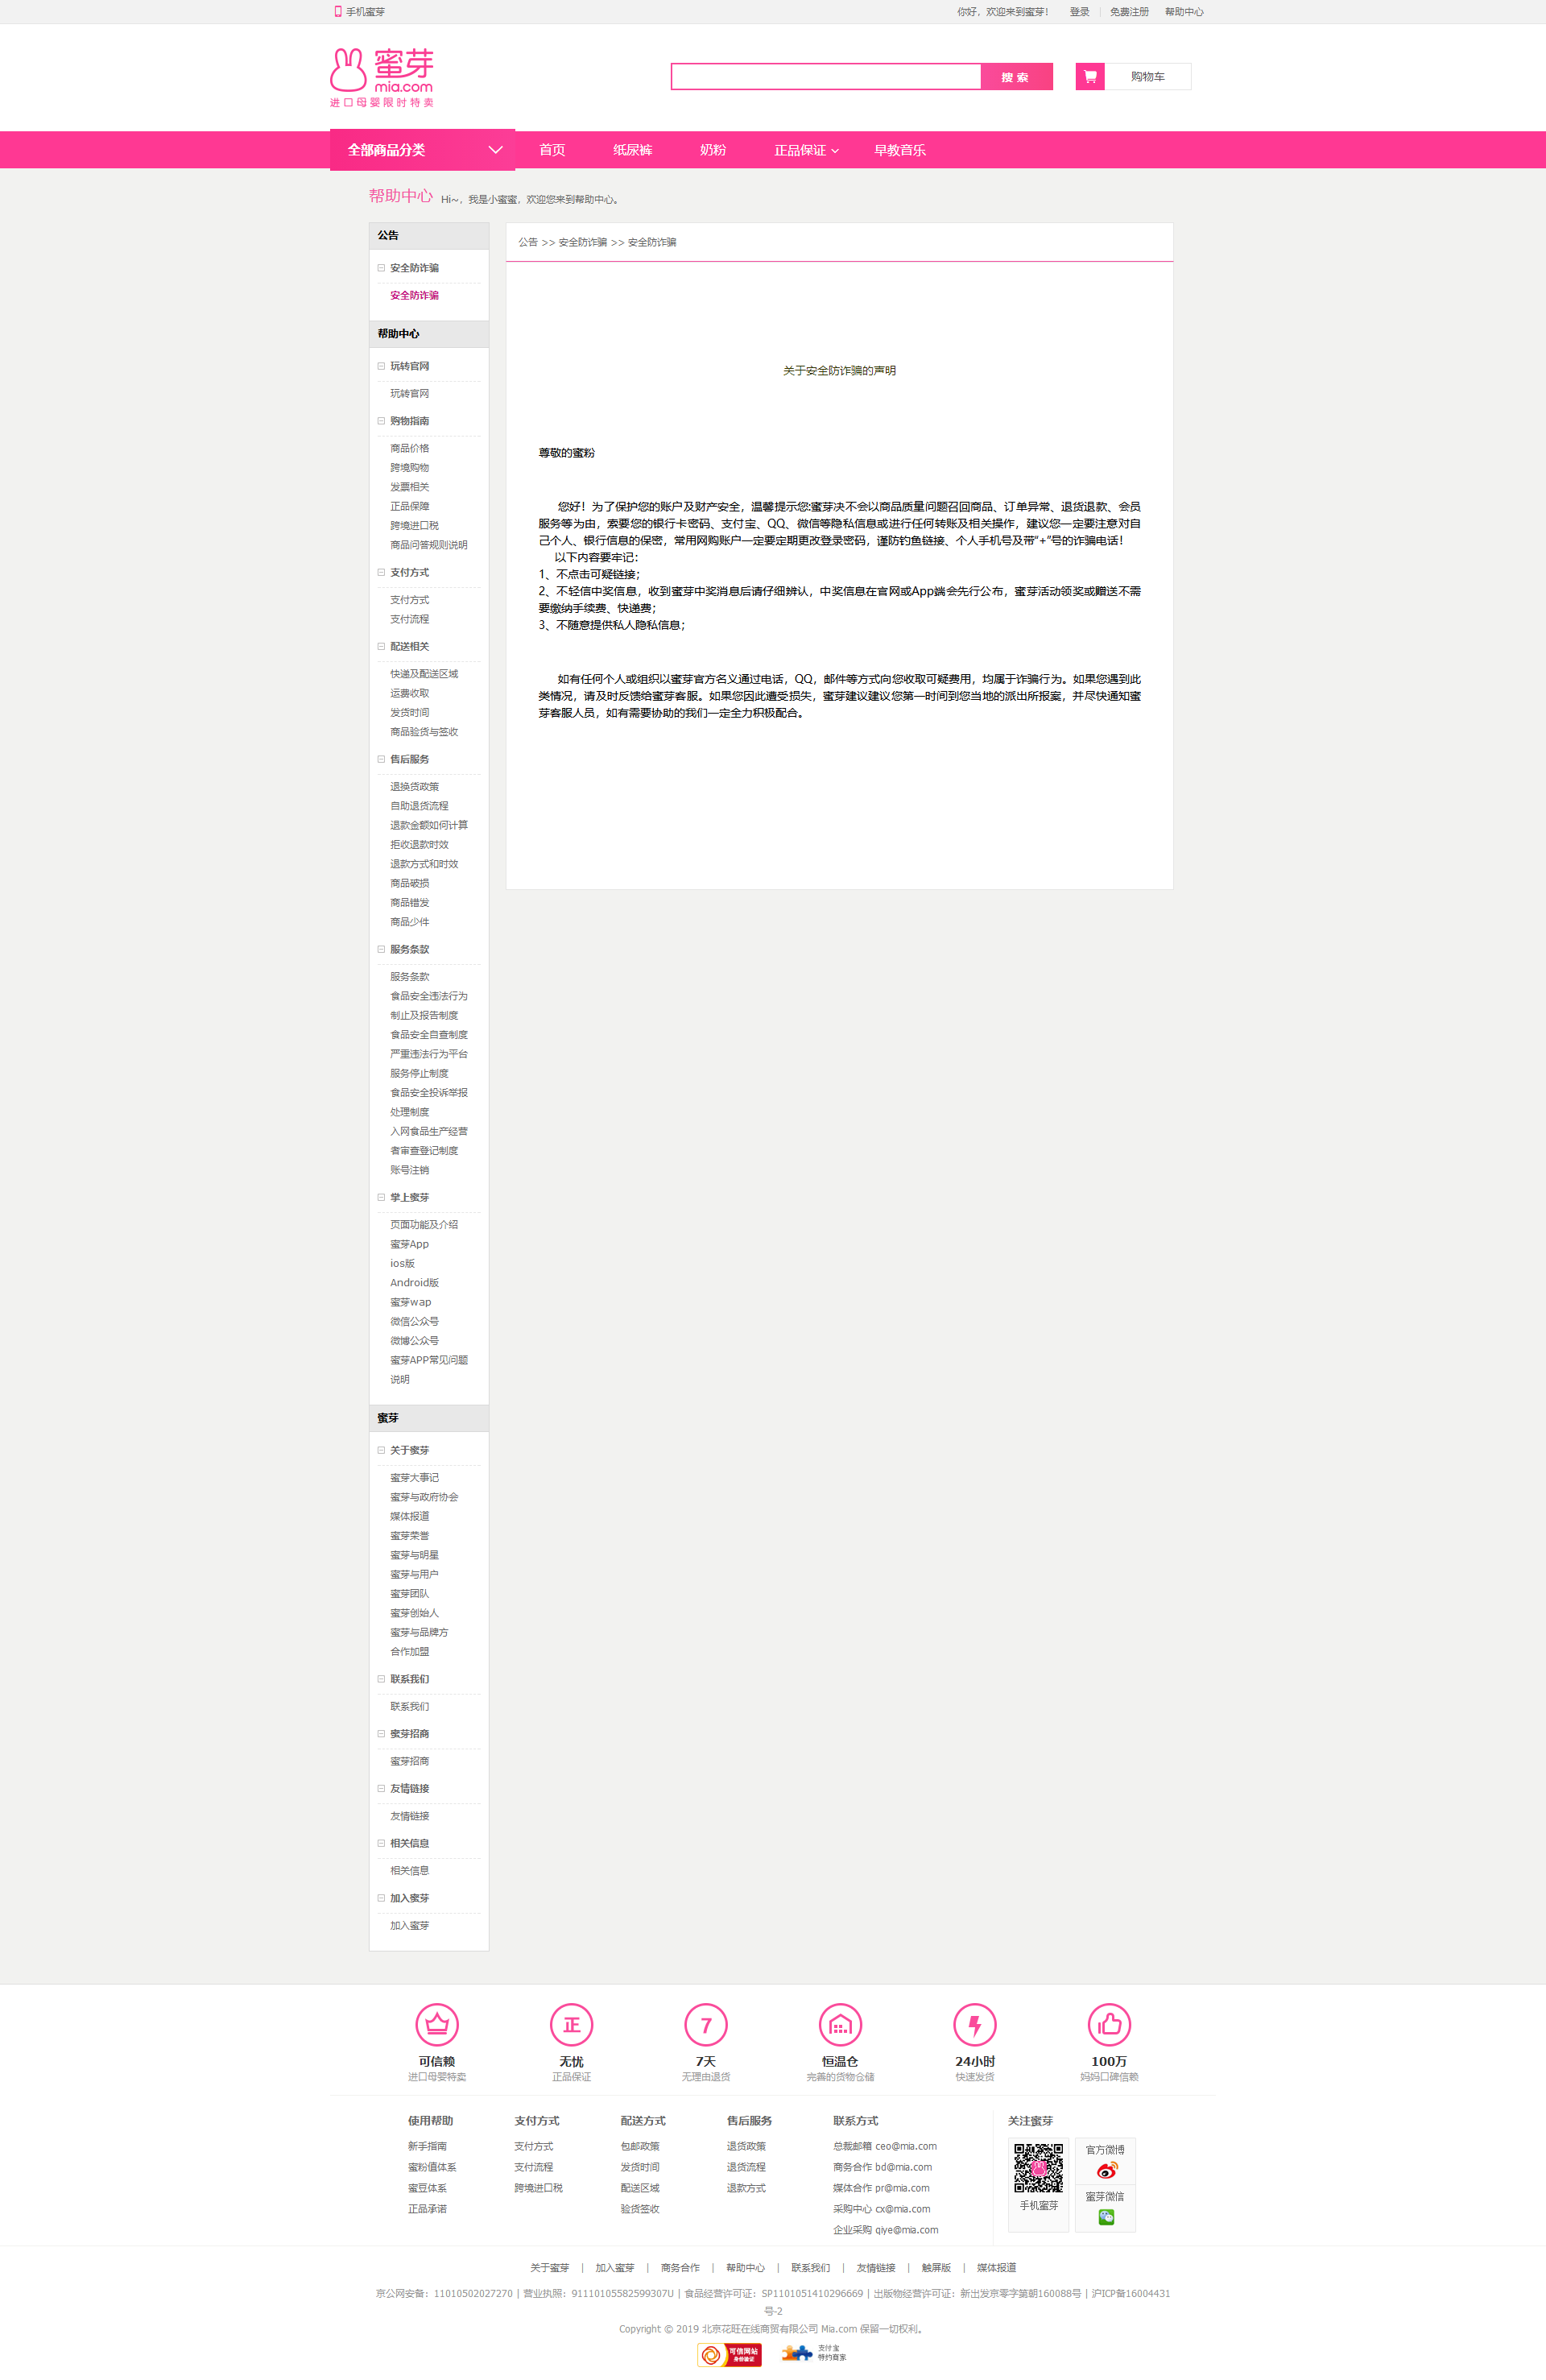 手机蜜芽
你好，欢迎来到蜜芽！ 登录 免费注册 帮助中心
蜜芽
mia.com
进口母婴限时特卖
搜索
购物车
全部商品分类 首页 纸尿裤 奶粉 正品保证 早教音乐
帮助中心 Hi~，我是小蜜蜜，欢迎您来到帮助中心。
公告
安全防诈骗
安全防诈骗
帮助中心
玩转官网
玩转官网
购物指南
商品价格
跨境购物
发票相关
正品保障
跨境进口税
商品问答规则说明
支付方式
支付方式
支付流程
配送相关
快递及配送区域
运费收取
发货时间
商品验货与签收
售后服务
退换货政策
自助退货流程
退款金额如何计算
拒收退款时效
退款方式和时效
商品破损
商品错发
商品少件
服务条款
服务条款
食品安全违法行为
制止及报告制度
食品安全自查制度
严重违法行为平台
服务停止制度
食品安全投诉举报
处理制度
入网食品生产经营
者审查登记制度
账号注销
掌上蜜芽
页面功能及介绍
蜜芽App
ios版
Android版
蜜芽wap
微信公众号
微博公众号
蜜芽APP常见问题
说明
蜜芽
关于蜜芽
蜜芽大事记
蜜芽与政府协会
媒体报道
蜜芽荣誉
蜜芽与明星
蜜芽与用户
蜜芽团队
蜜芽创始人
蜜芽与品牌方
合作加盟
联系我们
联系我们
蜜芽招商
蜜芽招商
友情链接
友情链接
相关信息
相关信息
加入蜜芽
加入蜜芽
公告 >> 安全防诈骗 >> 安全防诈骗
关于安全防诈骗的声明
尊敬的蜜粉
您好！为了保护您的账户及财产安全，温馨提示您:蜜芽决不会以商品质量问题召回商品、订单异常、退货退款、会员
服务等为由，索要您的银行卡密码、支付宝、QQ、微信等隐私信息或进行任何转账及相关操作，建议您一定要注意对自
己个人、银行信息的保密，常用网购账户一定要定期更改登录密码，谨防钓鱼链接、个人手机号及带“+”号的诈骗电话！
以下内容要牢记：
1、不点击可疑链接；
2、不轻信中奖信息，收到蜜芽中奖消息后请仔细辨认，中奖信息在官网或App端会先行公布，蜜芽活动领奖或赠送不需
要缴纳手续费、快递费；
3、不随意提供私人隐私信息；
如有任何个人或组织以蜜芽官方名义通过电话，QQ，邮件等方式向您收取可疑费用，均属于诈骗行为。如果您遇到此
类情况，请及时反馈给蜜芽客服。如果您因此遭受损失，蜜芽建议建议您第一时间到您当地的派出所报案，并尽快通知蜜
芽客服人员，如有需要协助的我们一定全力积极配合。
正 7
可信赖 无忧 7天 恒温仓 24小时 100万
进口母婴特卖 正品保证 无理由退货 完善的货物仓储 快速发货 妈妈口碑信赖
使用帮助 支付方式 配送方式 售后服务 联系方式 关注蜜芽
新手指南 支付方式 包邮政策 退货政策 总裁邮箱 ceo@mia.com 官方微博
蜜粉值体系 支付流程 发货时间 退货流程 商务合作 bd@mia.com
蜜豆体系 跨境进口税 配送区域 退款方式 媒体合作 pr@mia.com 蜜芽微信
正品承诺 验货签收 采购中心 cx@mia.com 手机蜜芽
企业采购 qiye@mia.com
关于蜜芽 | 加入蜜芽 | 商务合作 | 帮助中心 | 联系我们 | 友情链接 | 触屏版 | 媒体报道
京公网安备：11010502027270 | 营业执照：91110105582599307U | 食品经营许可证：SP1101051410296669 | 出版物经营许可证：新出发京零字第朝160088号 | 沪ICP备16004431
号-2
Copyright © 2019 北京花旺在线商贸有限公司 Mia.com 保留一切权利。
可信网站 身份验证
支付宝
特约商家